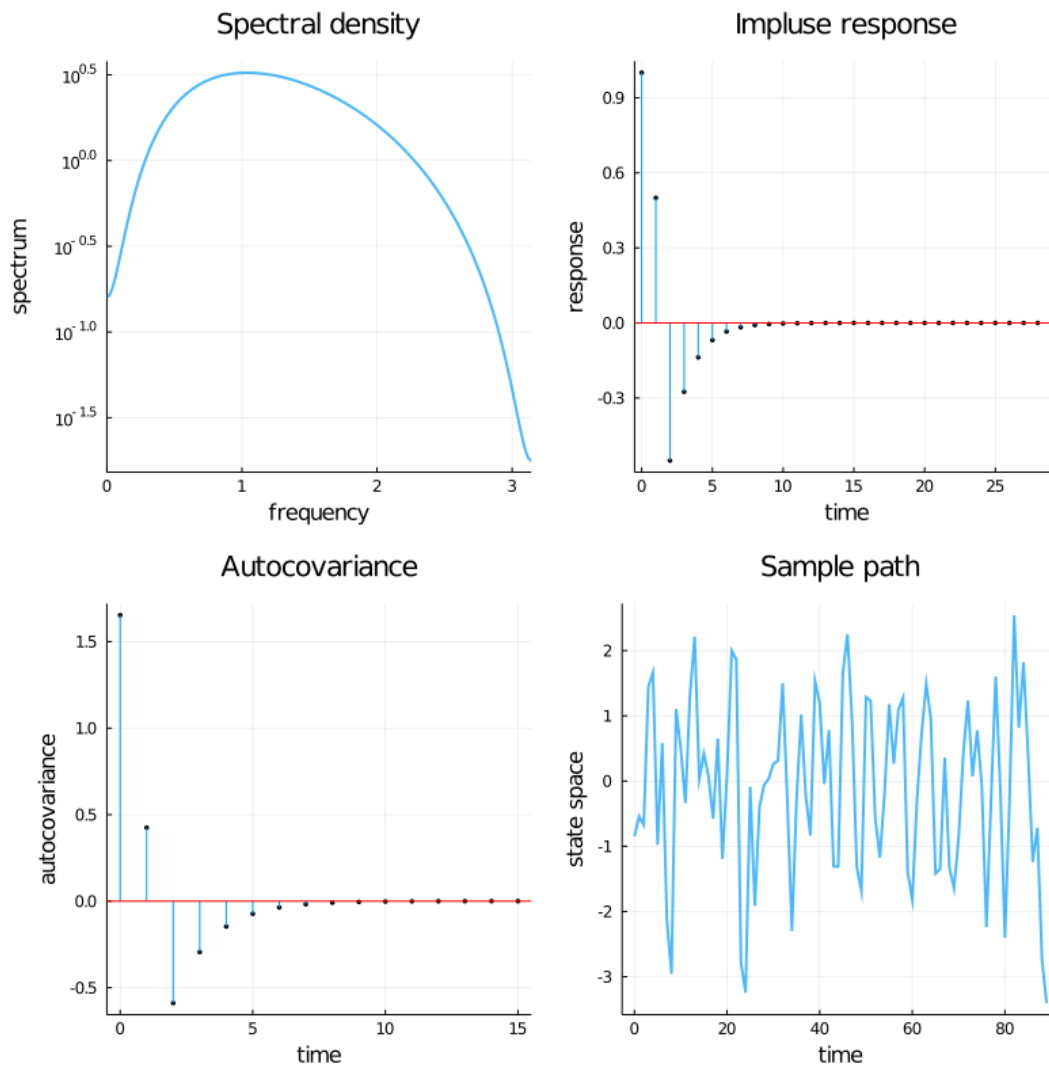 Spectral density
10^0.5
10^0.0
10^- 0.5
10^- 1.0
10^- 1.5
spectrum
0 1 2 3
frequency
Impluse response
0.9
0.6
0.3
0.0
-0.3
response
0 5 10 15 20 25
time
Autocovariance
1.5
1.0
0.5
0.0
-0.5
autocovariance
0 5 10 15
time
Sample path
2
1
0
-1
-2
-3
state space
0 20 40 60 80
time